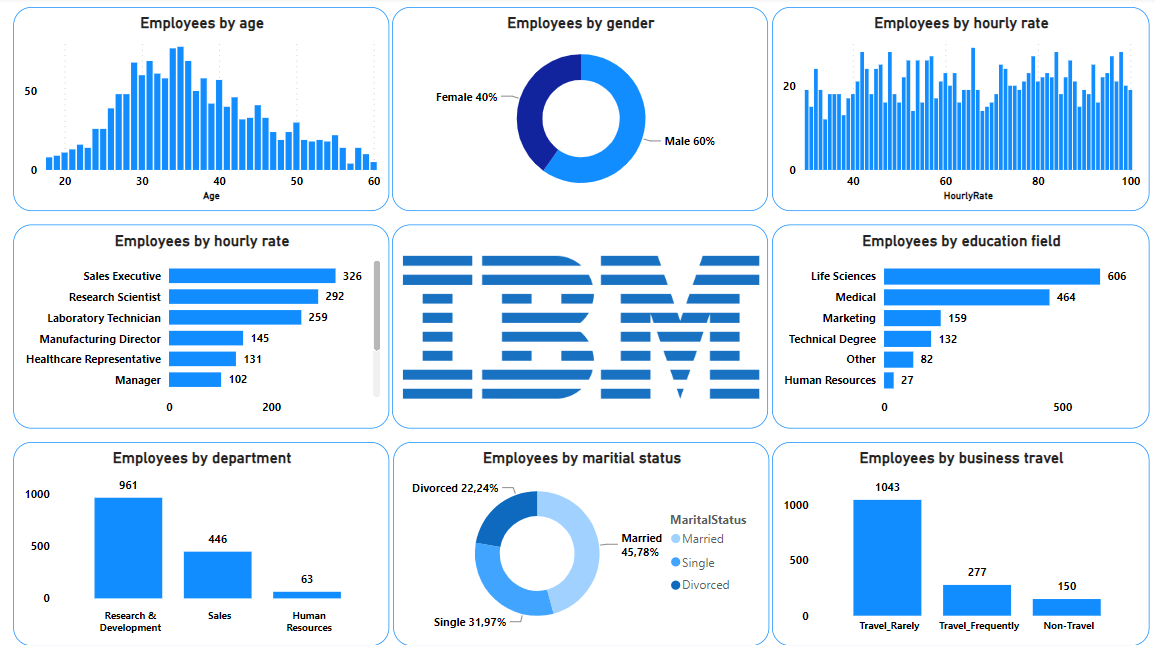 Employees by age
50
0
20
30
40
50
60
Age
Employees by gender
Female 40%
Male 60%
Employees by hourly rate
20
0
40
60
80
100
HourlyRate
Employees by hourly rate
Sales Executive
326
Research Scientist
292
Laboratory Technician
259
Manufacturing Director
145
Healthcare Representative
131
Manager
102
0
200
IBM
Employees by education field
Life Sciences
606
Medical
464
Marketing
159
Technical Degree
132
Other
82
Human Resources
27
0
500
Employees by department
1000
500
0
961
446
63
Research &
Development
Sales
Human
Resources
Employees by maritial status
Divorced 22,24%
Married
45,78%
Single 31,97%
MaritalStatus
Married
Single
Divorced
Employees by business travel
1000
500
0
1043
277
150
Travel_Rarely
Travel_Frequently
Non-Travel